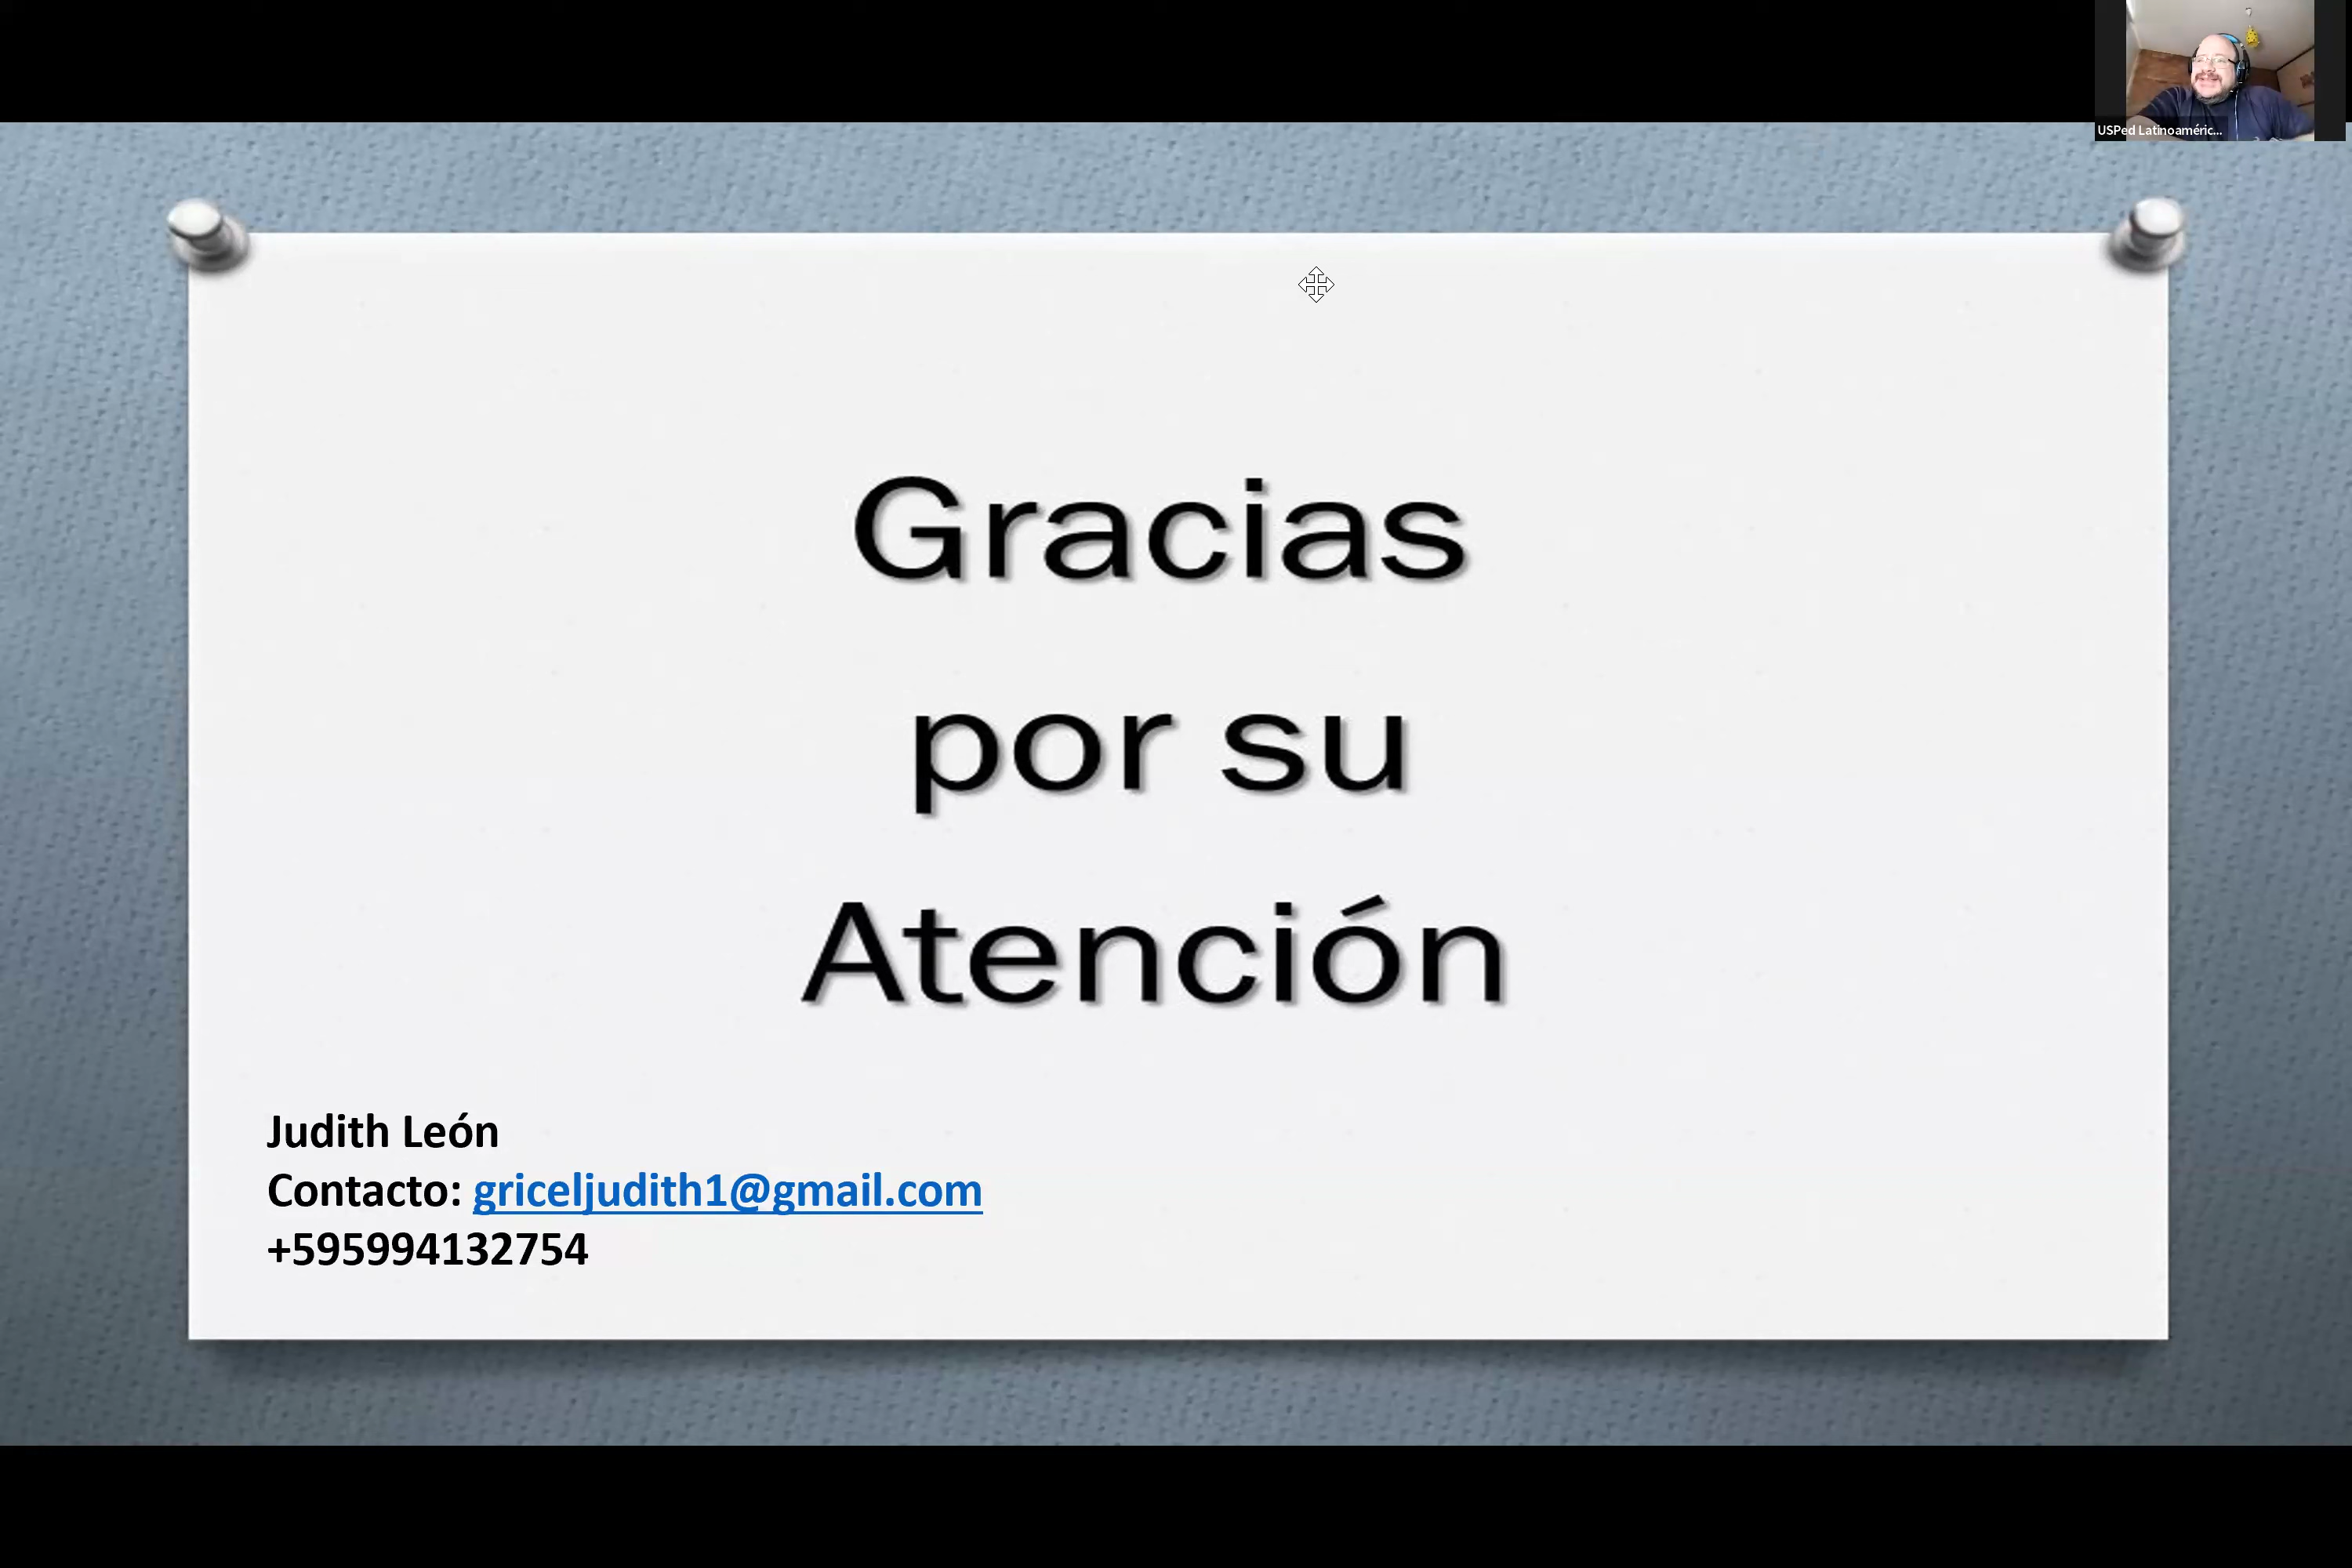 USPed Latinoaméric...
Gracias
por su
Atención
Judith León
Contacto: griceljudith1@gmail.com
+595994132754